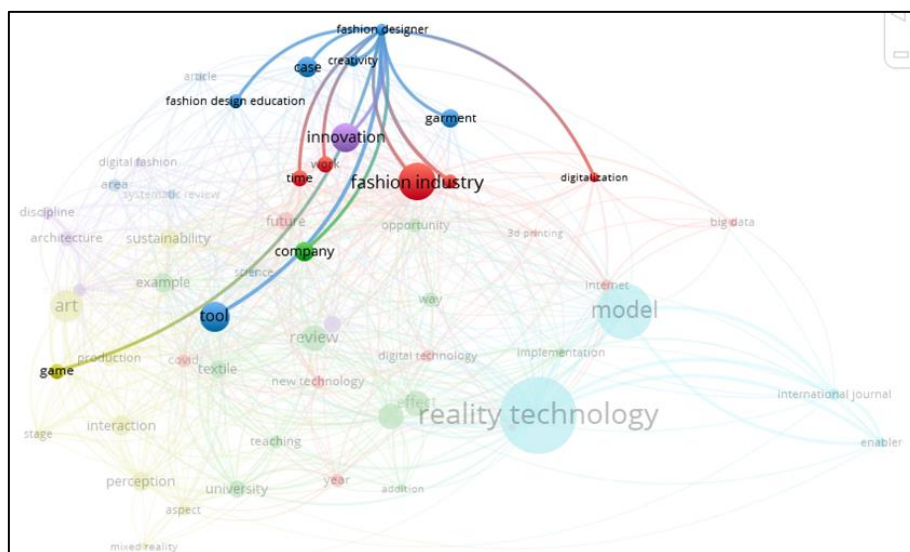 fashion designer
case
creativity
article
fashion design education
garment
innovation
digital fashion
work
time
fashion industry
digitalization
area
systematic review
discipline
future
opportunity
big data
architecture
sustainability
3d printing
company
science
example
internet
way
art
model
tool
review
production
covid
digital technology
implementation
game
textile
new technology
international journal
effect
reality technology
stage
interaction
teaching
enabler
perception
university
year
addition
aspect
mixed reality